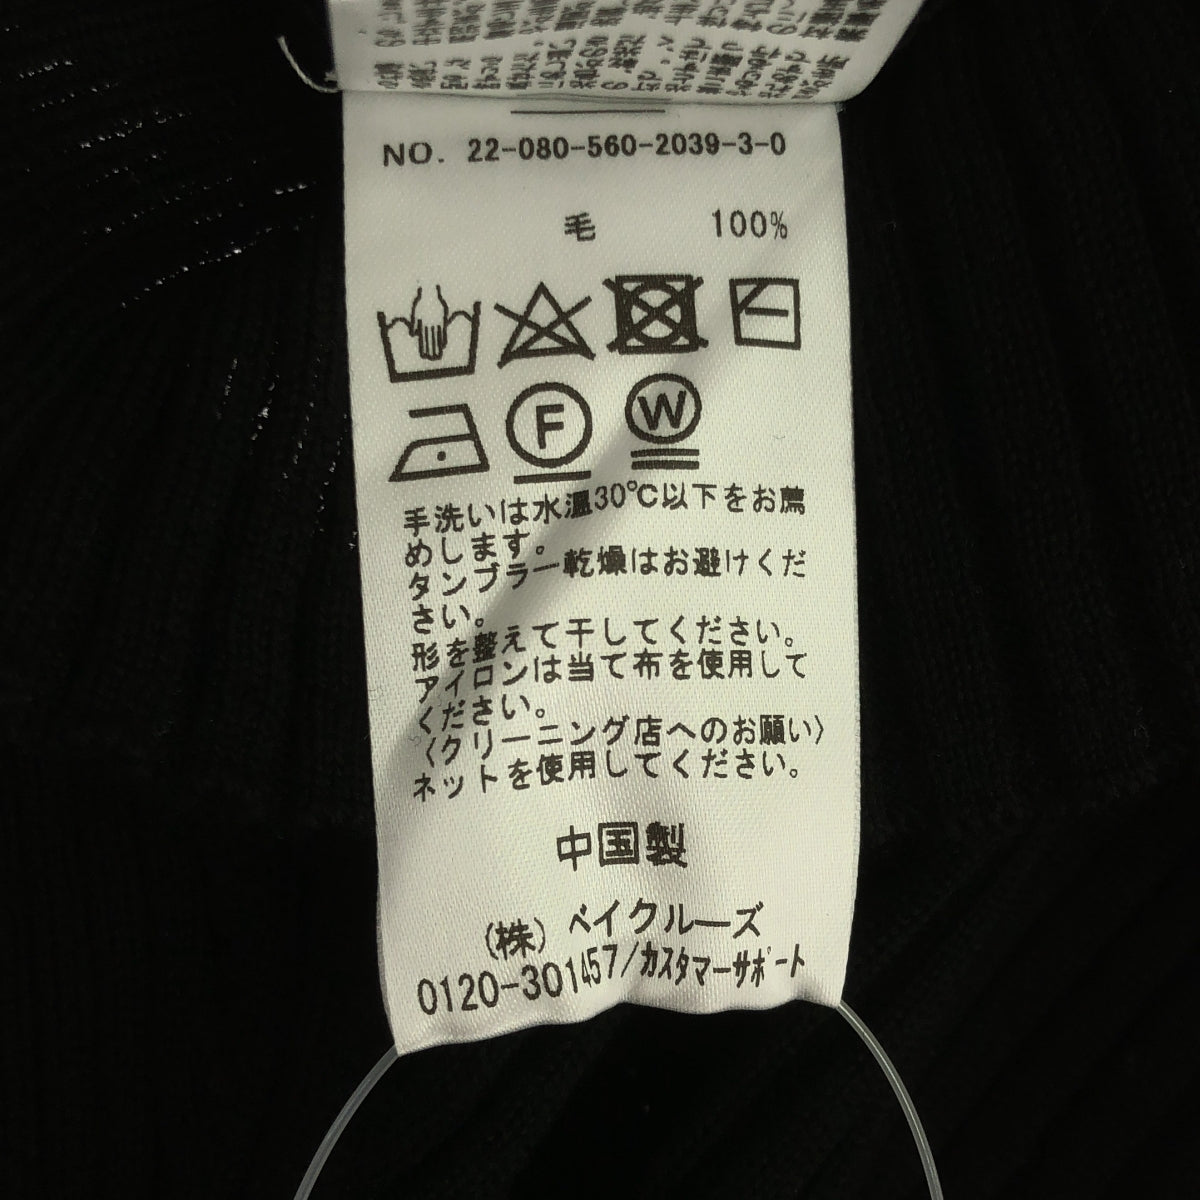 NO. 22-080-560-2039-3-0
毛 100%
F W
手洗いは水温30℃以下をお薦
めします。
タンブラー乾燥はお避けくだ
さい。
形を整えて干してください。
アイロンは当て布を使用して
ください。
〈クリーニング店へのお願い〉
ネットを使用してください。
中国製
(株) ベイクルーズ
0120-301457/カスタマーサポート